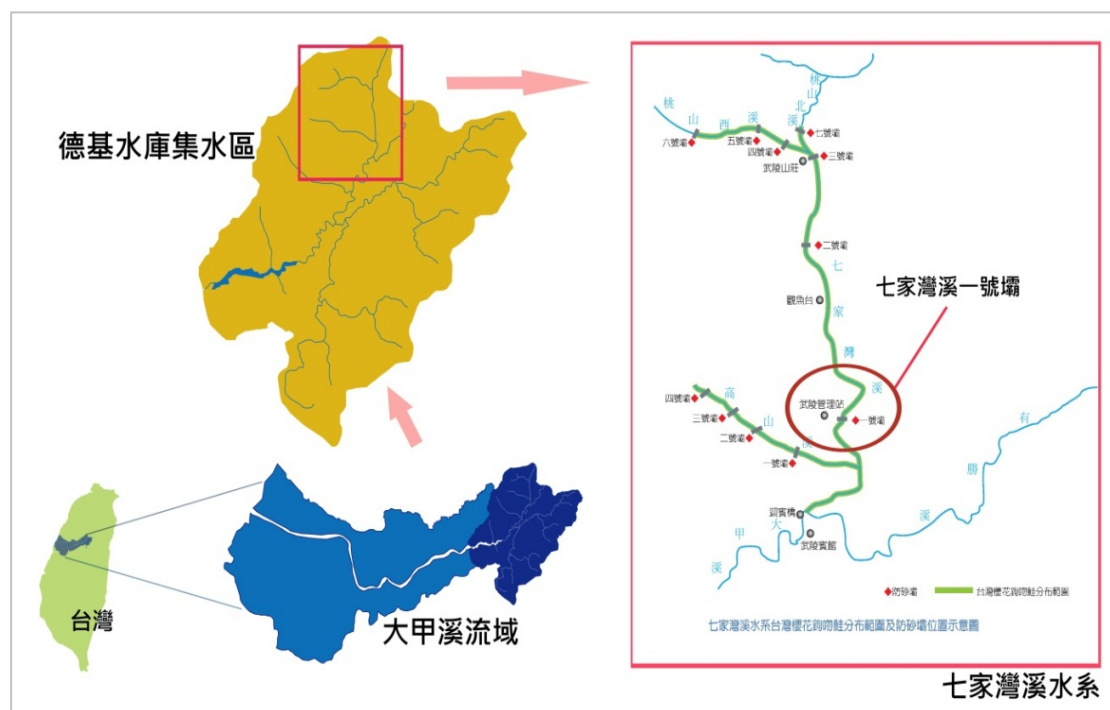 德基水庫集水區
台灣
大甲溪流域
桃山北溪
桃山西溪
七號壩
六號壩
五號壩
四號壩
三號壩
武陵山莊
二號壩
七家灣溪
觀魚台
七家灣溪一號壩
武陵管理站
一號壩
高山溪
四號壩
三號壩
二號壩
一號壩
有勝溪
迎賓橋
大甲溪
武陵賓館
防砂壩
台灣櫻花鉤吻鮭分布範圍
七家灣溪水系台灣櫻花鉤吻鮭分布範圍及防砂壩位置示意圖
七家灣溪水系